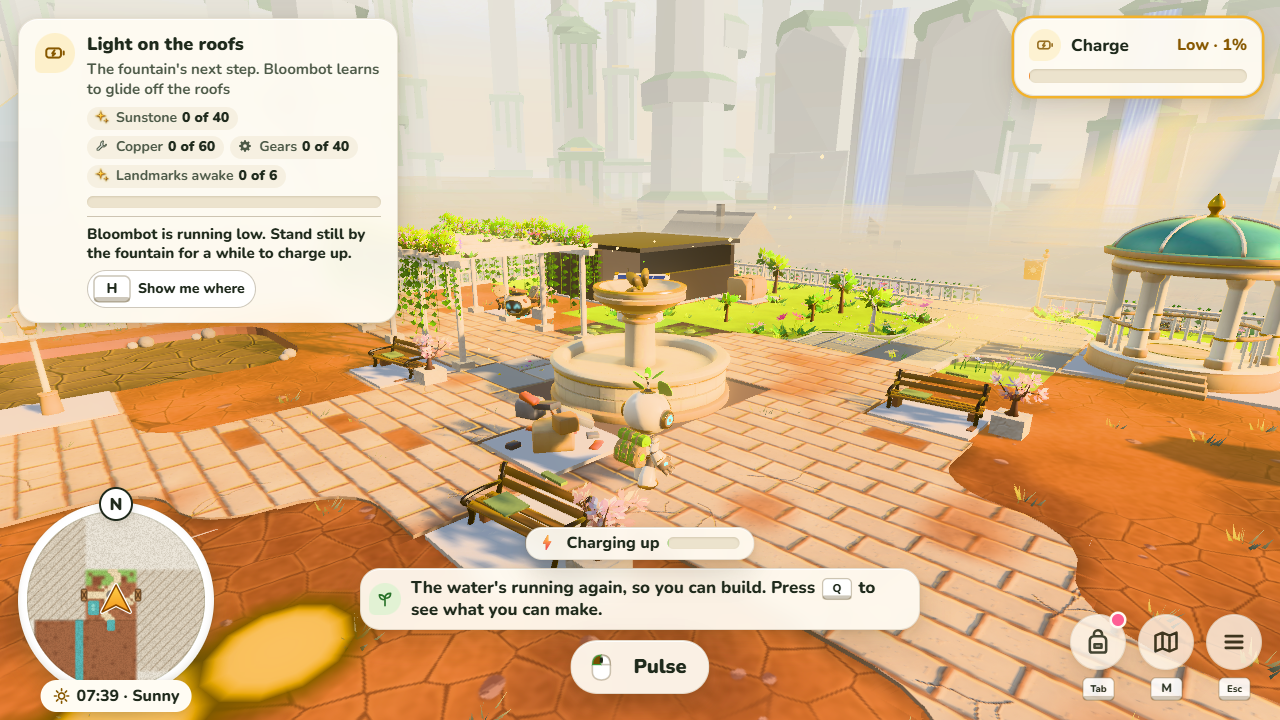 Light on the roofs
The fountain's next step. Bloombot learns
to glide off the roofs
Sunstone 0 of 40
Copper 0 of 60 Gears 0 of 40
Landmarks awake 0 of 6
Bloombot is running low. Stand still by
the fountain for a while to charge up.
H Show me where
Charge Low · 1%
Charging up
The water's running again, so you can build. Press Q to
see what you can make.
Pulse
N
07:39 · Sunny
Tab M Esc